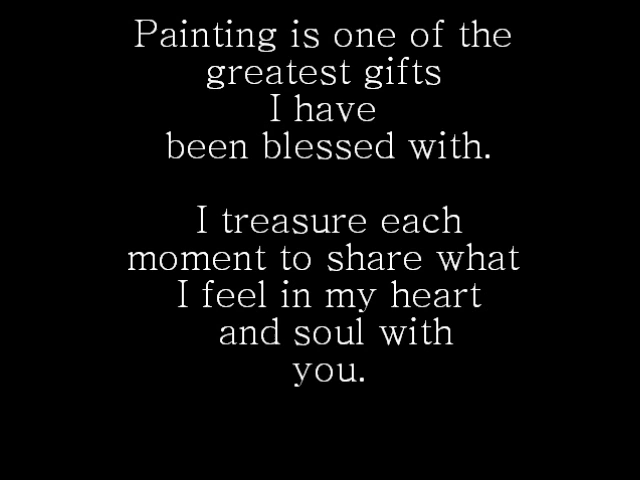 Painting is one of the
greatest gifts
I have
been blessed with.
I treasure each
moment to share what
I feel in my heart
and soul with
you.